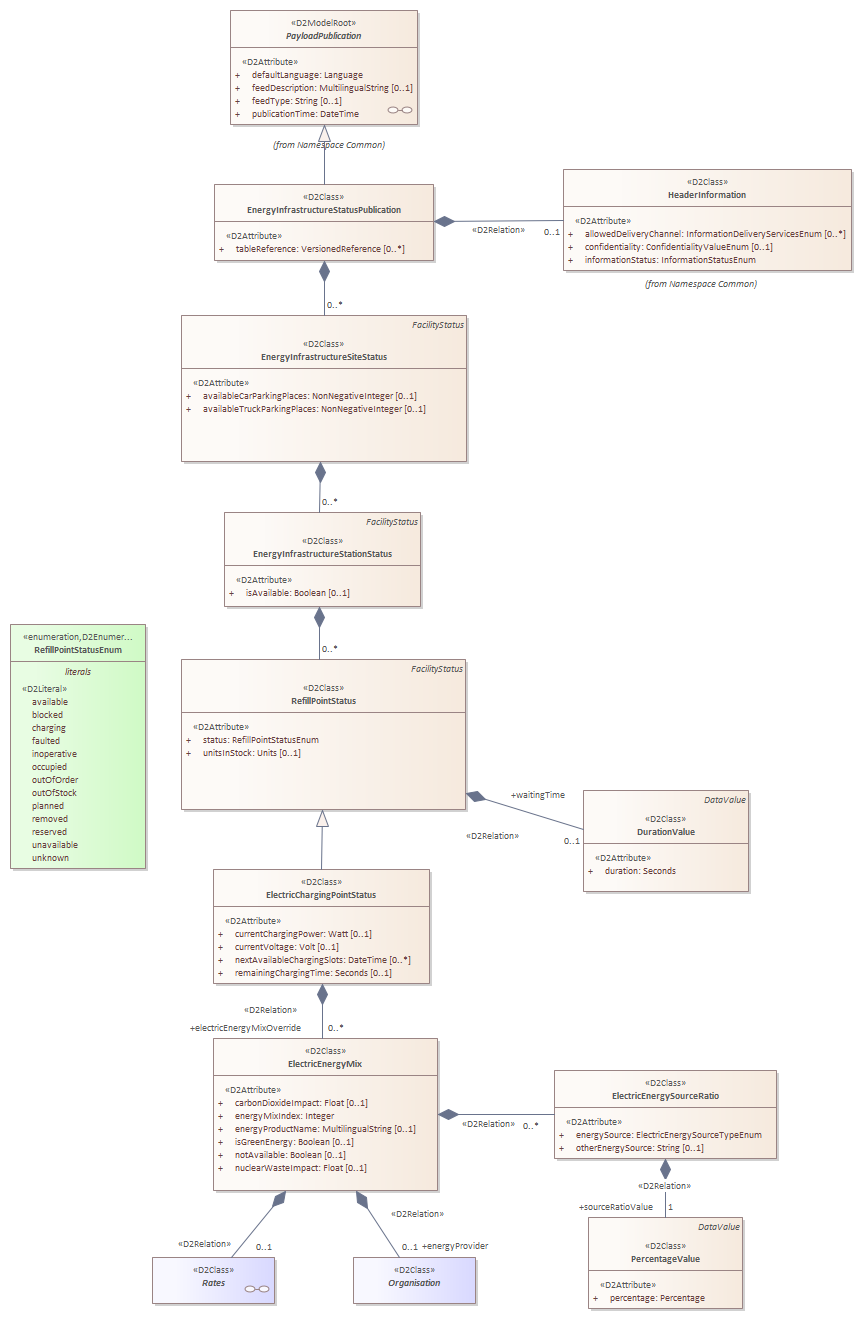 «D2ModelRoot»
PayloadPublication
«D2Attribute»
+ defaultLanguage: Language
+ feedDescription: MultilingualString [0..1]
+ feedType: String [0..1]
+ publicationTime: DateTime
(from Namespace Common)
«D2Class»
EnergyInfrastructureStatusPublication
«D2Attribute»
+ tableReference: VersionedReference [0..*]
«D2Relation»
0..1
«D2Class»
HeaderInformation
«D2Attribute»
+ allowedDeliveryChannel: InformationDeliveryServicesEnum [0..*]
+ confidentiality: ConfidentialityValueEnum [0..1]
+ informationStatus: InformationStatusEnum
(from Namespace Common)
0..*
FacilityStatus
«D2Class»
EnergyInfrastructureSiteStatus
«D2Attribute»
+ availableCarParkingPlaces: NonNegativeInteger [0..1]
+ availableTruckParkingPlaces: NonNegativeInteger [0..1]
0..*
FacilityStatus
«D2Class»
EnergyInfrastructureStationStatus
«D2Attribute»
+ isAvailable: Boolean [0..1]
0..*
«enumeration,D2Enumer...
RefillPointStatusEnum
literals
«D2Literal»
available
blocked
charging
faulted
inoperative
occupied
outOfOrder
outOfStock
planned
removed
reserved
unavailable
unknown
FacilityStatus
«D2Class»
RefillPointStatus
«D2Attribute»
+ status: RefillPointStatusEnum
+ unitsInStock: Units [0..1]
+waitingTime
«D2Relation»
0..1
DataValue
«D2Class»
DurationValue
«D2Attribute»
+ duration: Seconds
«D2Class»
ElectricChargingPointStatus
«D2Attribute»
+ currentChargingPower: Watt [0..1]
+ currentVoltage: Volt [0..1]
+ nextAvailableChargingSlots: DateTime [0..*]
+ remainingChargingTime: Seconds [0..1]
«D2Relation»
+electricEnergyMixOverride 0..*
«D2Class»
ElectricEnergyMix
«D2Attribute»
+ carbonDioxideImpact: Float [0..1]
+ energyMixIndex: Integer
+ energyProductName: MultilingualString [0..1]
+ isGreenEnergy: Boolean [0..1]
+ notAvailable: Boolean [0..1]
+ nuclearWasteImpact: Float [0..1]
«D2Relation» 0..*
«D2Class»
ElectricEnergySourceRatio
«D2Attribute»
+ energySource: ElectricEnergySourceTypeEnum
+ otherEnergySource: String [0..1]
«D2Relation»
+sourceRatioValue 1
DataValue
«D2Class»
PercentageValue
«D2Attribute»
+ percentage: Percentage
«D2Relation»
0..1
«D2Class»
Rates
«D2Relation»
0..1 +energyProvider
«D2Class»
Organisation